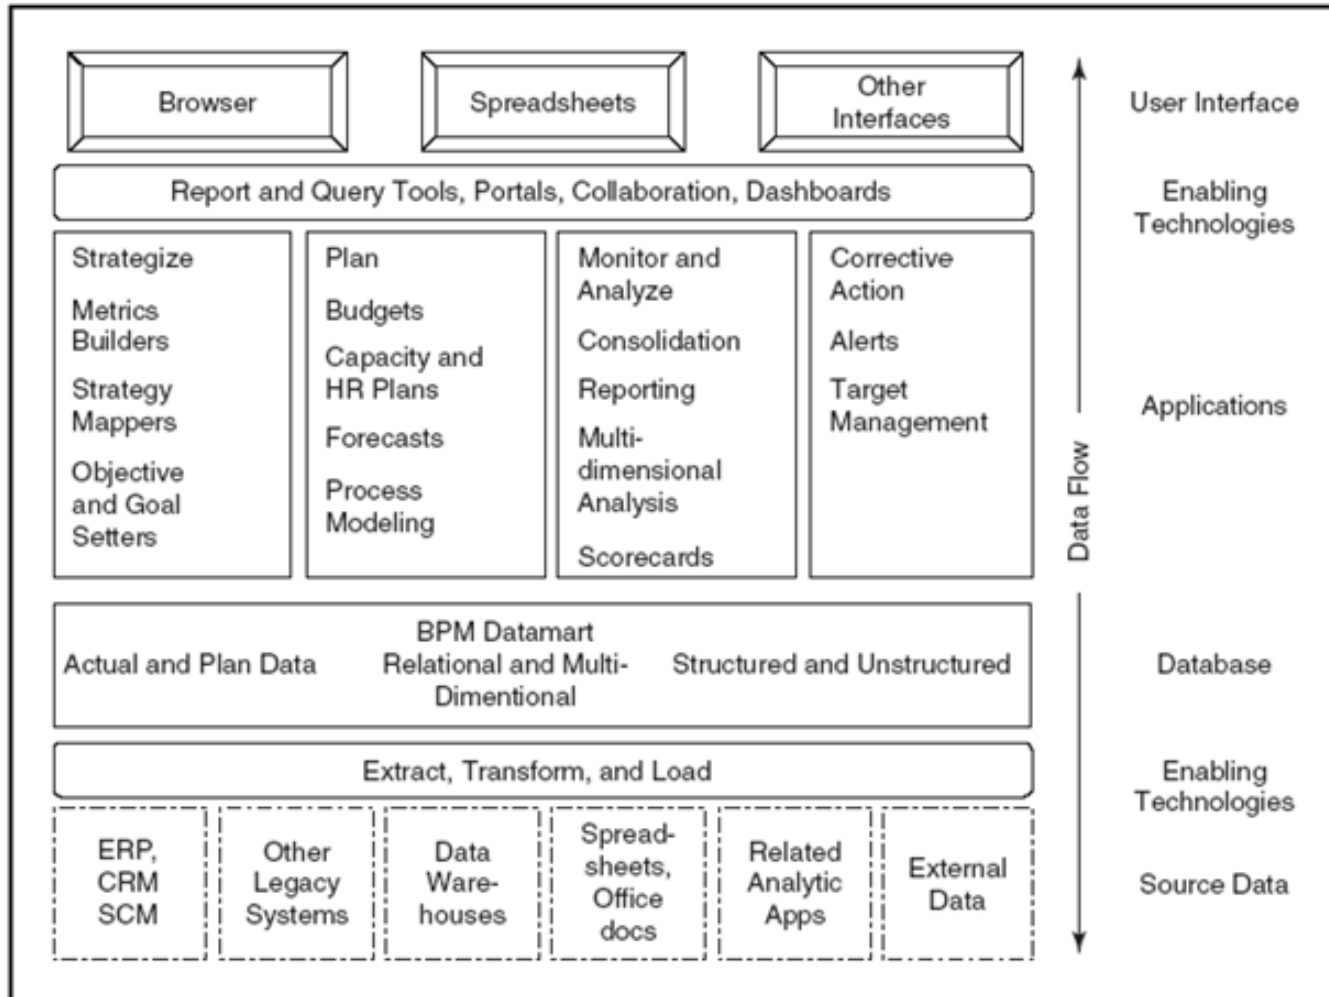 Browser
Spreadsheets
Other
Interfaces
User Interface
Report and Query Tools, Portals, Collaboration, Dashboards
Enabling
Technologies
Strategize
Metrics
Builders
Strategy
Mappers
Objective
and Goal
Setters
Plan
Budgets
Capacity and
HR Plans
Forecasts
Process
Modeling
Monitor and
Analyze
Consolidation
Reporting
Multi-
dimensional
Analysis
Scorecards
Corrective
Action
Alerts
Target
Management
Applications
Data Flow
BPM Datamart
Actual and Plan Data
Relational and Multi-
Dimentional
Structured and Unstructured
Database
Extract, Transform, and Load
Enabling
Technologies
ERP,
CRM
SCM
Other
Legacy
Systems
Data
Ware-
houses
Spread-
sheets,
Office
docs
Related
Analytic
Apps
External
Data
Source Data